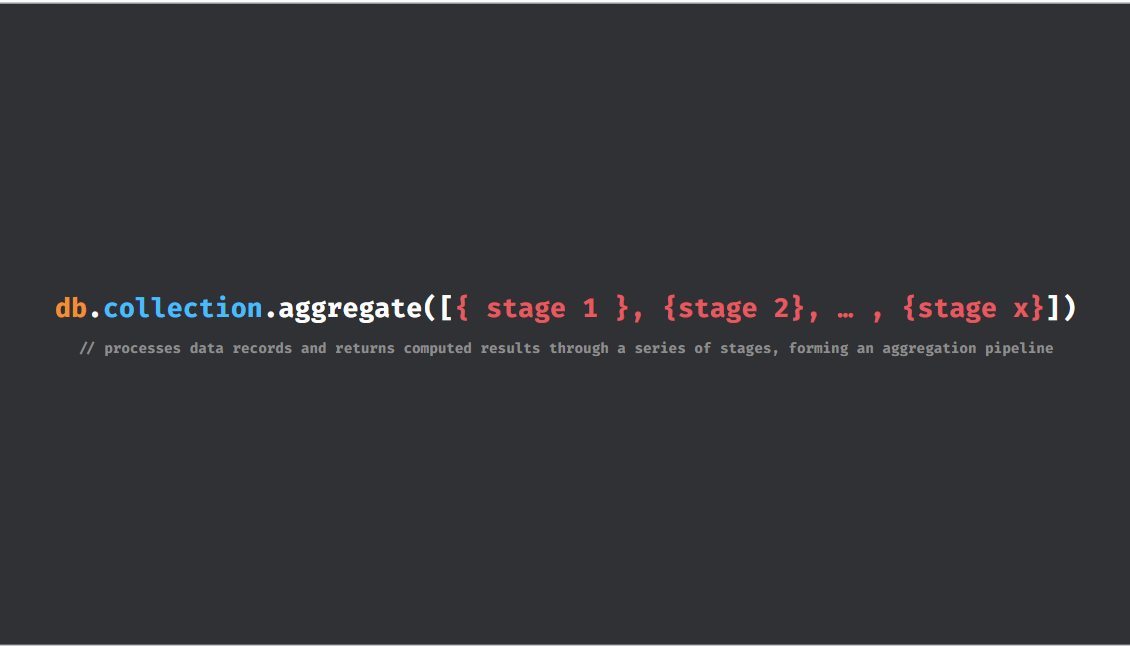 db.collection.aggregate([{ stage 1 }, {stage 2}, … , {stage x}])
// processes data records and returns computed results through a series of stages, forming an aggregation pipeline